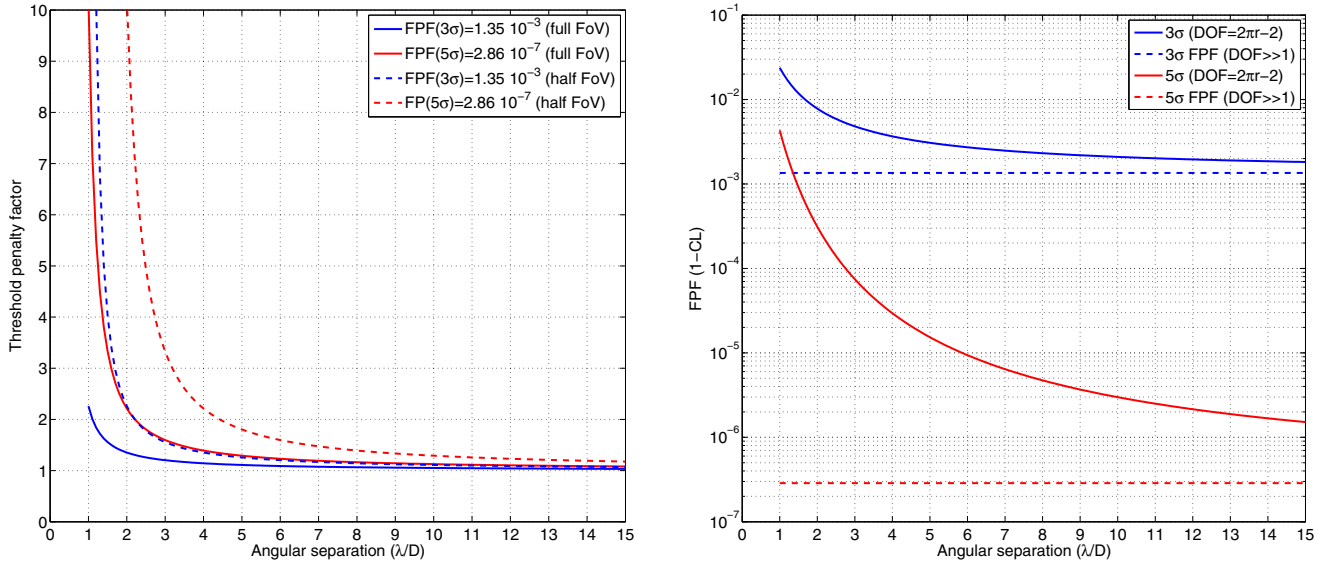 10
9
8
7
6
5
4
3
2
1
0
Threshold penalty factor
FPF(3σ)=1.35 10⁻³ (full FoV)
FPF(5σ)=2.86 10⁻⁷ (full FoV)
FPF(3σ)=1.35 10⁻³ (half FoV)
FP(5σ)=2.86 10⁻⁷ (half FoV)
0 1 2 3 4 5 6 7 8 9 10 11 12 13 14 15
Angular separation (λ/D)
10⁻¹
10⁻²
10⁻³
10⁻⁴
10⁻⁵
10⁻⁶
10⁻⁷
FPF (1−CL)
3σ (DOF=2πr−2)
3σ FPF (DOF>>1)
5σ (DOF=2πr−2)
5σ FPF (DOF>>1)
0 1 2 3 4 5 6 7 8 9 10 11 12 13 14 15
Angular separation (λ/D)